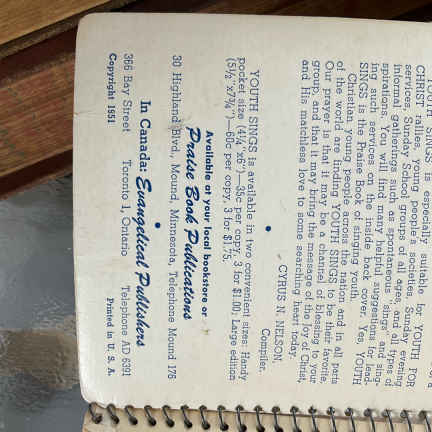 YOUTH SINGS is especially suitable for YOUTH FOR
CHRIST rallies, young people's societies, Sunday evening
services, Sunday School groups of all ages, and all types of
informal gatherings such as spontaneous "sings" and sing-
spirations. You will find many helpful suggestions for lead-
ing such services on the inside back cover. Yes, YOUTH
SINGS is the Praise Book of singing youth.
Christian young people across the nation and in all parts
of the world are finding YOUTH SINGS to be their favorite.
Our prayer is that it may be a channel of blessing to your
group, and that it may bring the message of the joy of Christ,
and His matchless love to some searching heart today.
CYRUS N. NELSON,
Compiler.
YOUTH SINGS is available in two convenient sizes: Handy
pocket size (4¼"x6")—35c per copy, 3 for $1.00; Large edition
(5½"x7¾")—60c per copy, 3 for $1.75.
Available at your local bookstore or
Praise Book Publications
30 Highland Blvd., Mound, Minnesota, Telephone: Mound 176
In Canada: Evangelical Publishers
366 Bay Street Toronto 1, Ontario Telephone AD 6391
Copyright 1951 Printed in U. S. A.